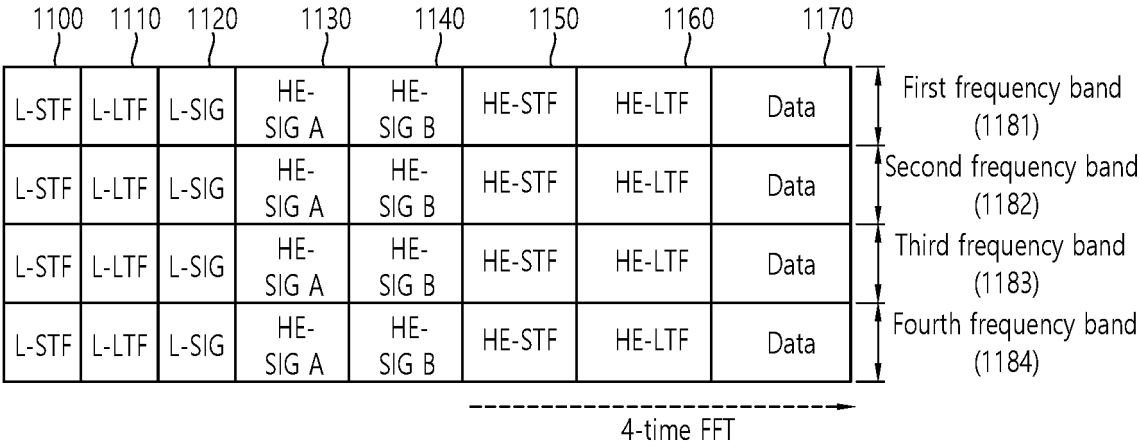 1100 1110 1120 1130 1140 1150 1160 1170
L-STF L-LTF L-SIG HE-SIG A HE-SIG B HE-STF HE-LTF Data
First frequency band
(1181)
L-STF L-LTF L-SIG HE-SIG A HE-SIG B HE-STF HE-LTF Data
Second frequency band
(1182)
L-STF L-LTF L-SIG HE-SIG A HE-SIG B HE-STF HE-LTF Data
Third frequency band
(1183)
L-STF L-LTF L-SIG HE-SIG A HE-SIG B HE-STF HE-LTF Data
Fourth frequency band
(1184)
4-time FFT